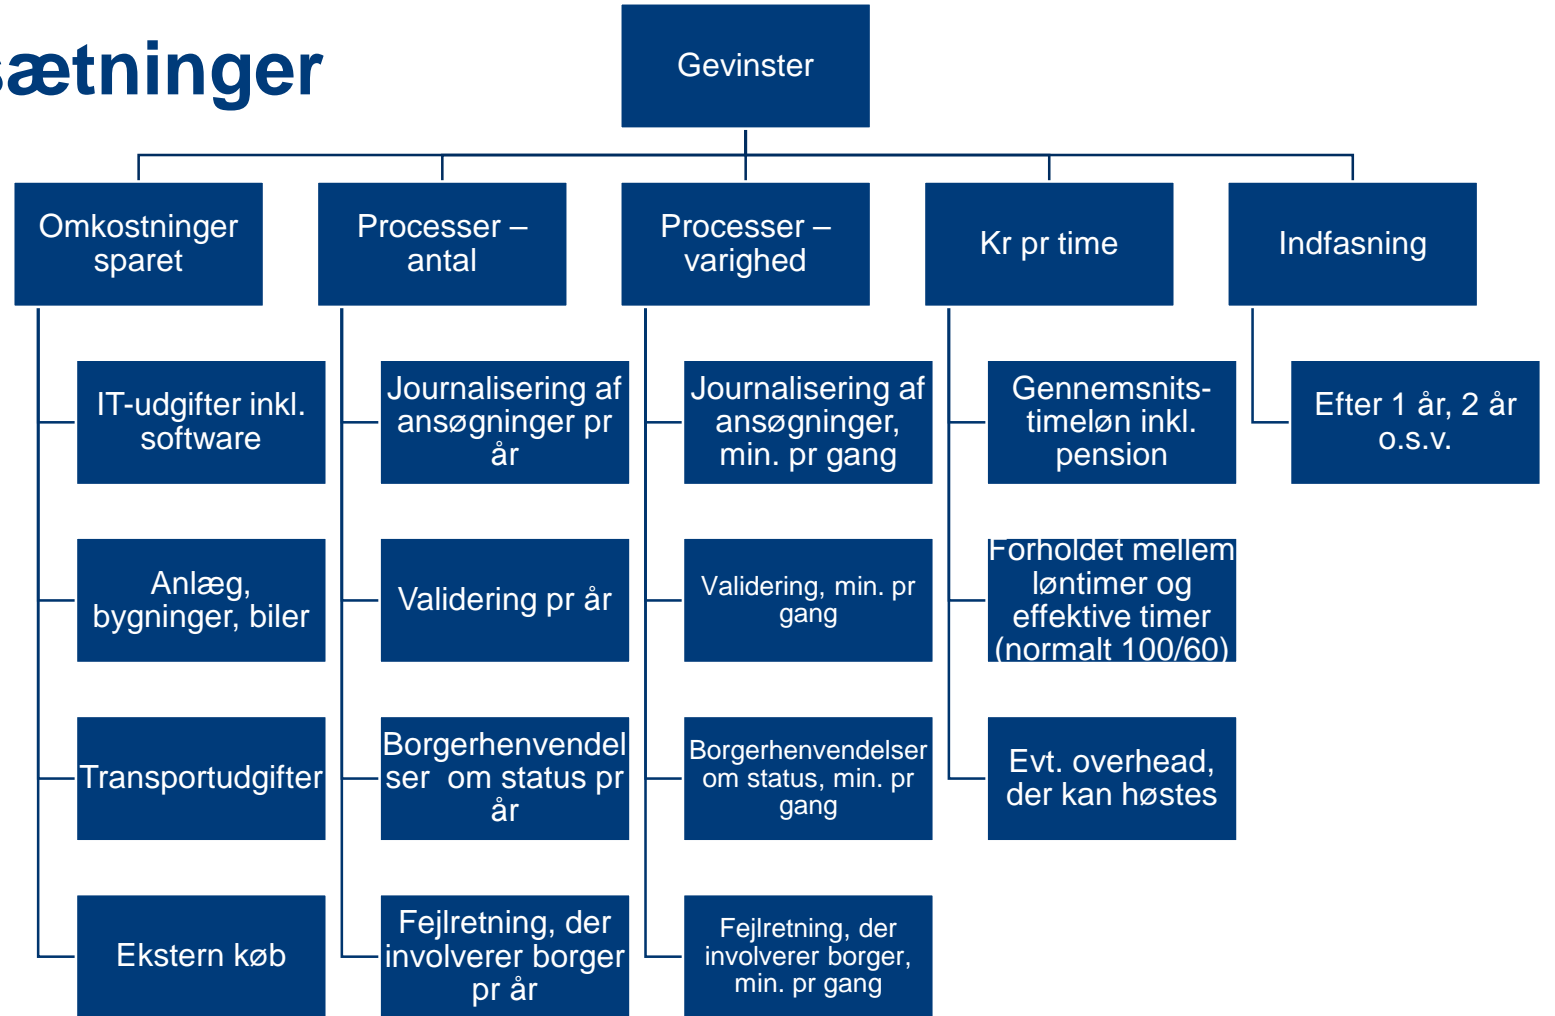 sætninger
Gevinster
Omkostninger
sparet
IT-udgifter inkl.
software
Anlæg,
bygninger, biler
Transportudgifter
Ekstern køb
Processer –
antal
Journalisering af
ansøgninger pr
år
Validering pr år
Borgerhenvendel
ser  om status pr
år
Fejlretning, der
involverer borger
pr år
Processer –
varighed
Journalisering af
ansøgninger,
min. pr gang
Validering, min. pr
gang
Borgerhenvendelser
om status, min. pr
gang
Fejlretning, der
involverer borger,
min. pr gang
Kr pr time
Gennemsnits-
timeløn inkl.
pension
Forholdet mellem
løntimer og
effektive timer
(normalt 100/60)
Evt. overhead,
der kan høstes
Indfasning
Efter 1 år, 2 år
o.s.v.